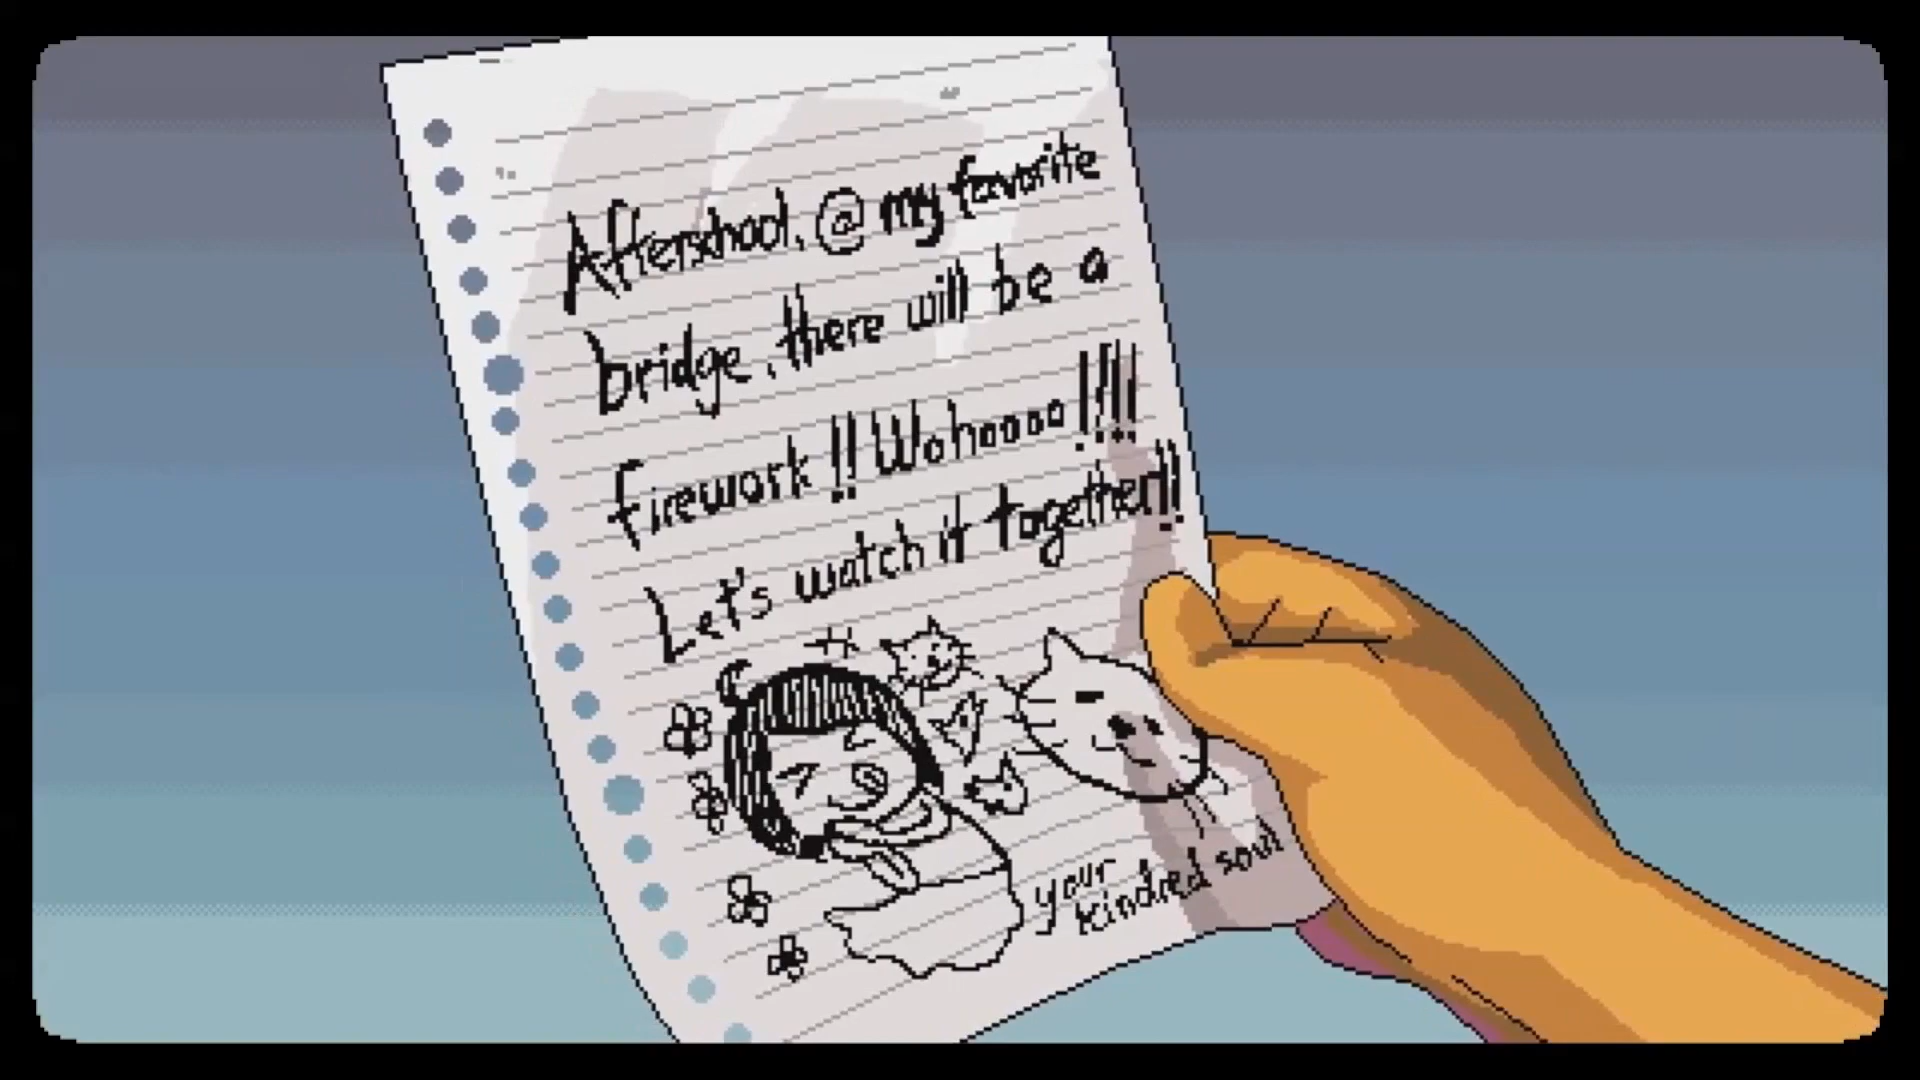 Afterschool, @ my favorite
bridge, there will be a
firework!! Wohoooo!!!!
Let's watch it together!!
your
kindred soul